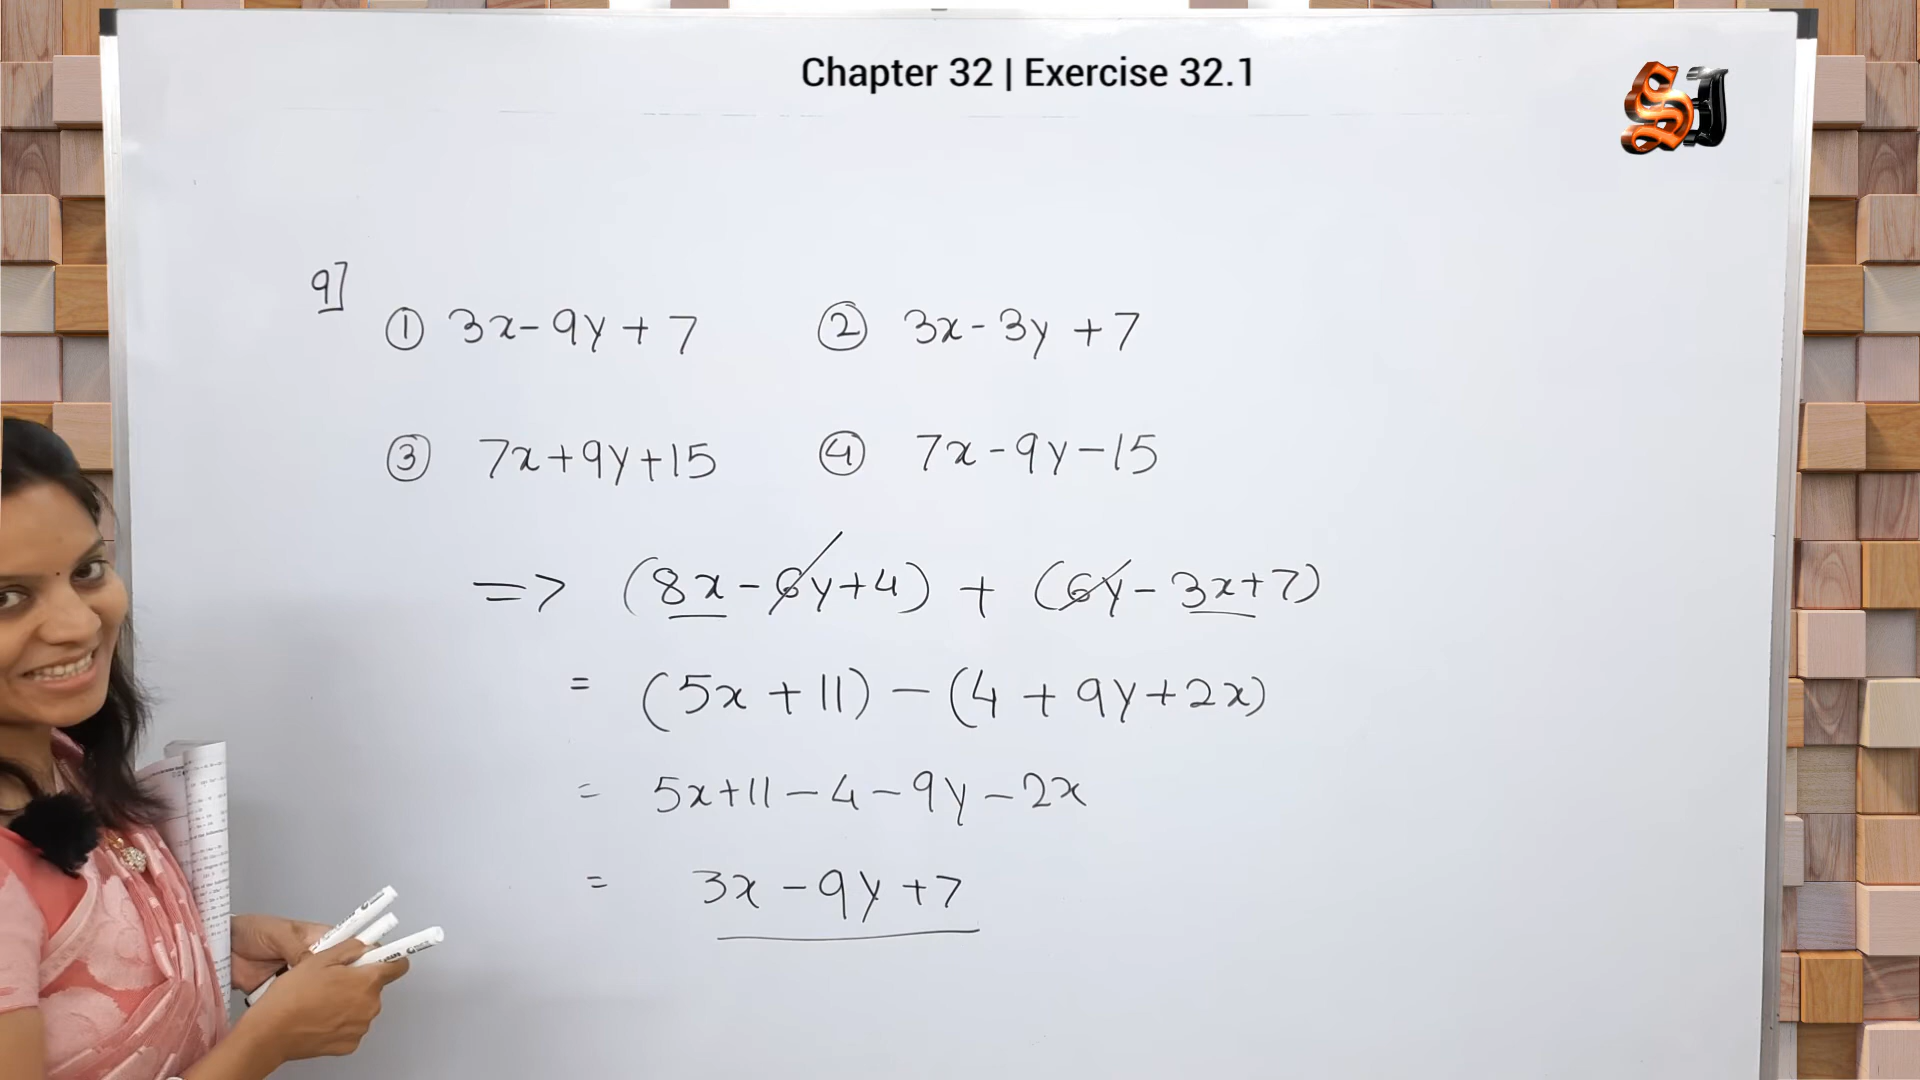 Chapter 32 | Exercise 32.1
SJ
9]
① 3x - 9y + 7 ② 3x - 3y + 7
③ 7x + 9y + 15 ④ 7x - 9y - 15
=> (8x - 6y + 4) + (6y - 3x + 7)
= (5x + 11) - (4 + 9y + 2x)
= 5x + 11 - 4 - 9y - 2x
= 3x - 9y + 7